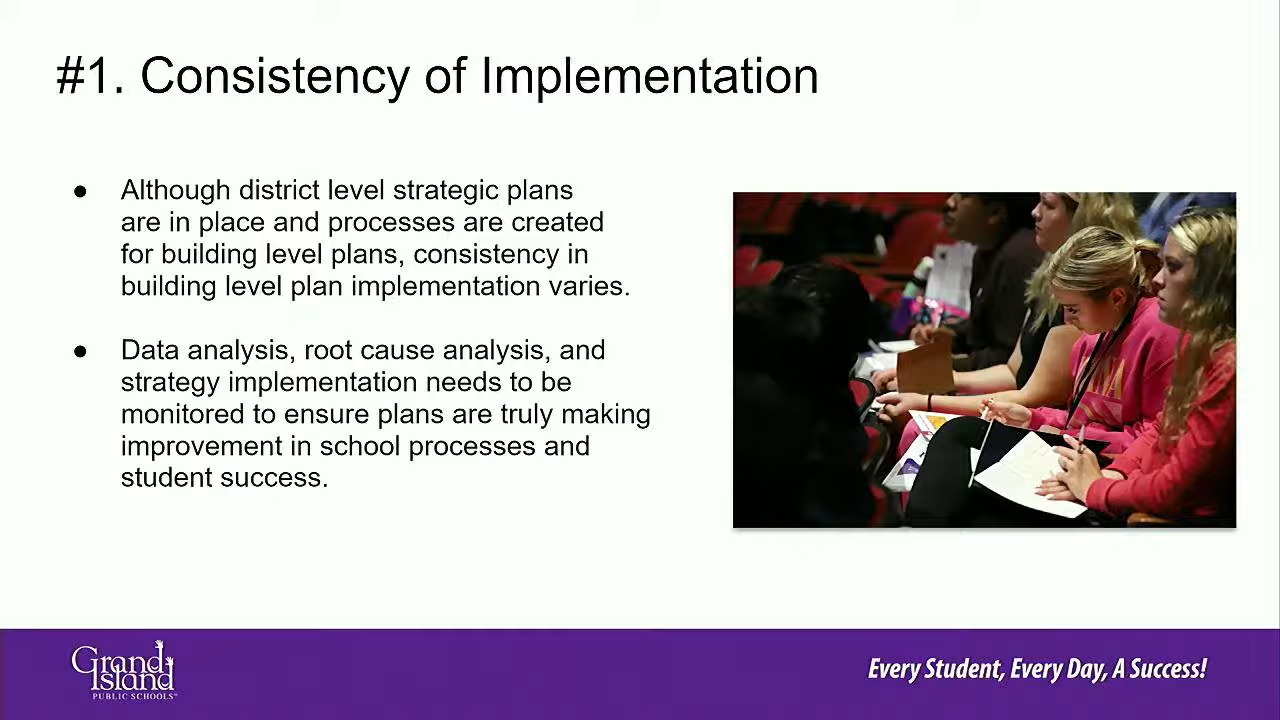 #1. Consistency of Implementation
● Although district level strategic plans
are in place and processes are created
for building level plans, consistency in
building level plan implementation varies.
● Data analysis, root cause analysis, and
strategy implementation needs to be
monitored to ensure plans are truly making
improvement in school processes and
student success.
Grand
Island
PUBLIC SCHOOLS
Every Student, Every Day, A Success!